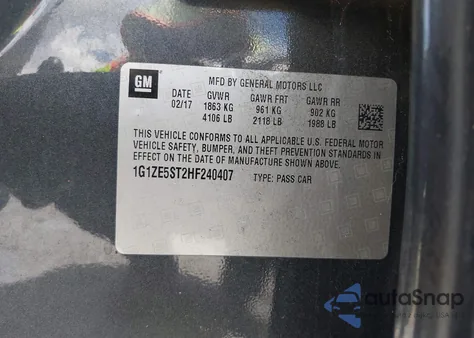 GM
MFD BY GENERAL MOTORS LLC
DATE GVWR GAWR FRT GAWR RR
02/17 1863 KG 961 KG 902 KG
4106 LB 2118 LB 1988 LB
THIS VEHICLE CONFORMS TO ALL APPLICABLE U.S. FEDERAL MOTOR
VEHICLE SAFETY, BUMPER, AND THEFT PREVENTION STANDARDS IN
EFFECT ON THE DATE OF MANUFACTURE SHOWN ABOVE.
1G1ZE5ST2HF240407 TYPE: PASS CAR
autoSnap